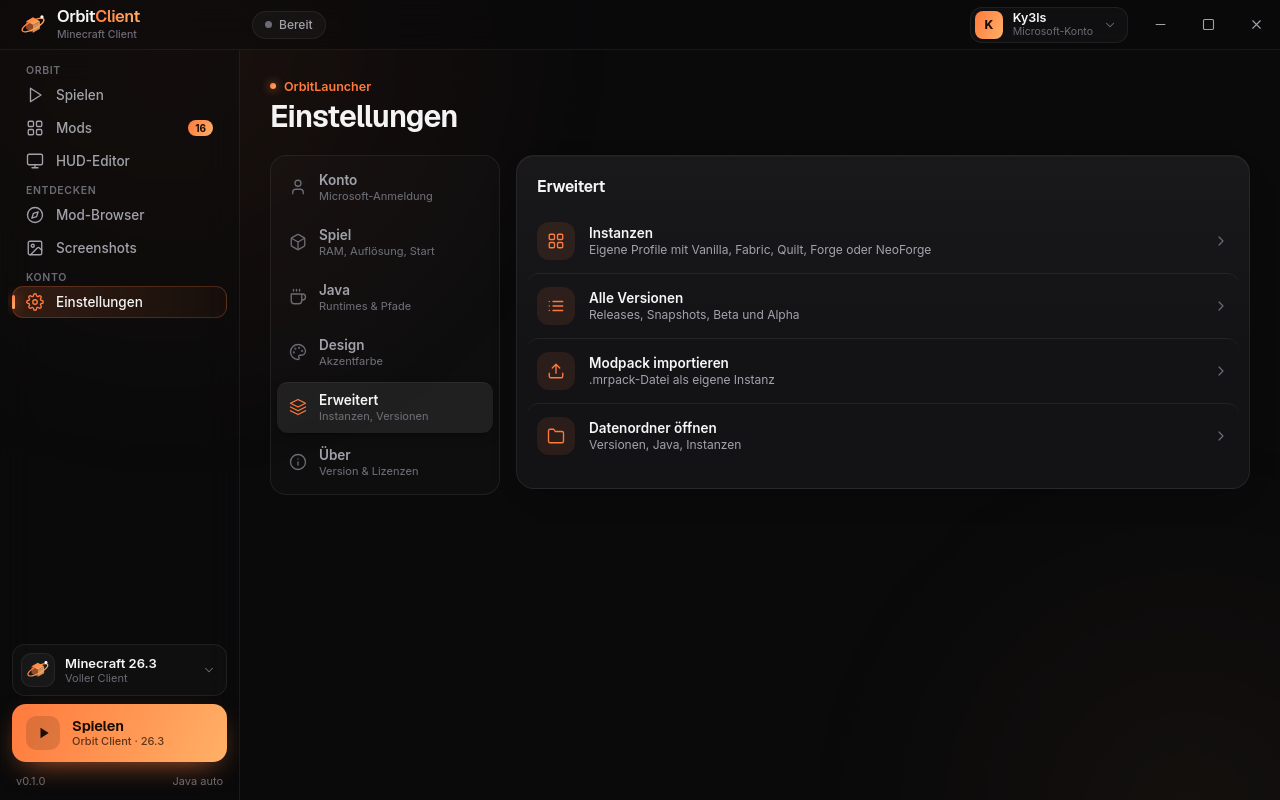 OrbitClient
Minecraft Client
Bereit
K
Ky3ls
Microsoft-Konto
ORBIT
Spielen
Mods
16
HUD-Editor
ENTDECKEN
Mod-Browser
Screenshots
KONTO
Einstellungen
Minecraft 26.3
Voller Client
Spielen
Orbit Client · 26.3
v0.1.0
Java auto
OrbitLauncher
Einstellungen
Konto
Microsoft-Anmeldung
Spiel
RAM, Auflösung, Start
Java
Runtimes & Pfade
Design
Akzentfarbe
Erweitert
Instanzen, Versionen
Über
Version & Lizenzen
Erweitert
Instanzen
Eigene Profile mit Vanilla, Fabric, Quilt, Forge oder NeoForge
Alle Versionen
Releases, Snapshots, Beta und Alpha
Modpack importieren
.mrpack-Datei als eigene Instanz
Datenordner öffnen
Versionen, Java, Instanzen